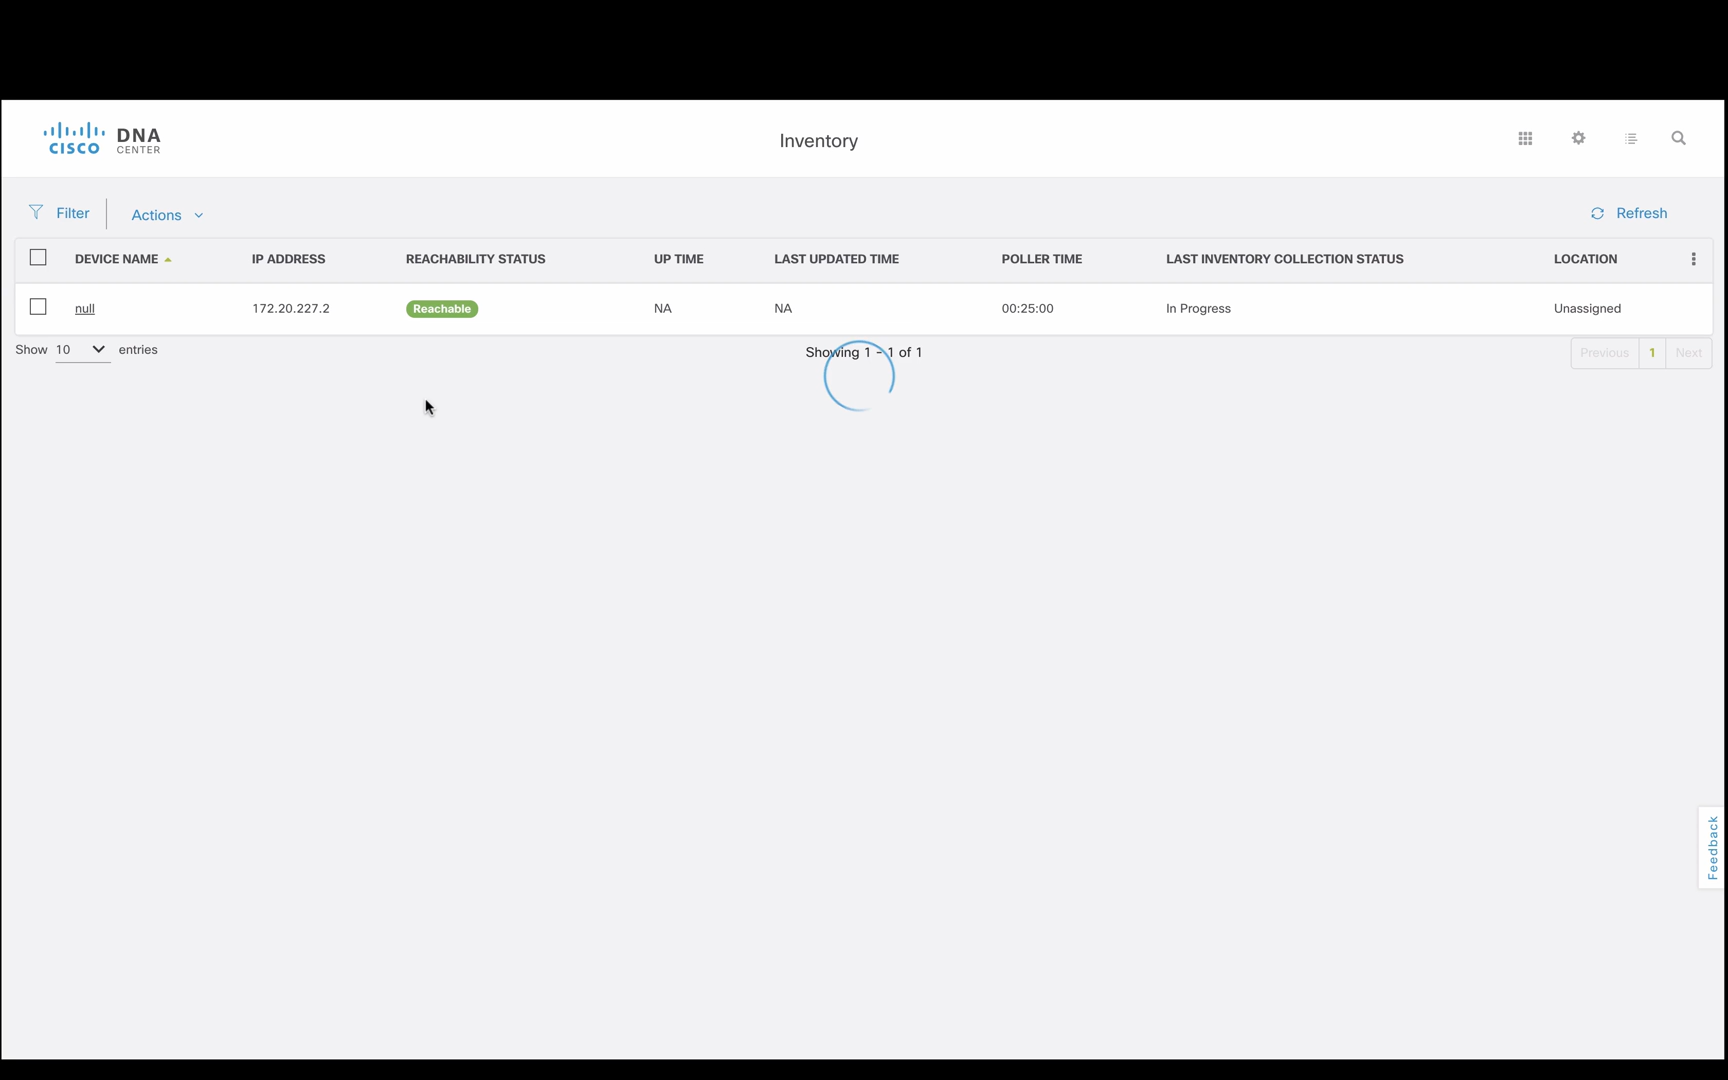 CISCO DNA CENTER
Inventory
Filter Actions Refresh
DEVICE NAME IP ADDRESS REACHABILITY STATUS UP TIME LAST UPDATED TIME POLLER TIME LAST INVENTORY COLLECTION STATUS LOCATION
null 172.20.227.2 Reachable NA NA 00:25:00 In Progress Unassigned
Show 10 entries Showing 1 - 1 of 1 Previous 1 Next
Feedback